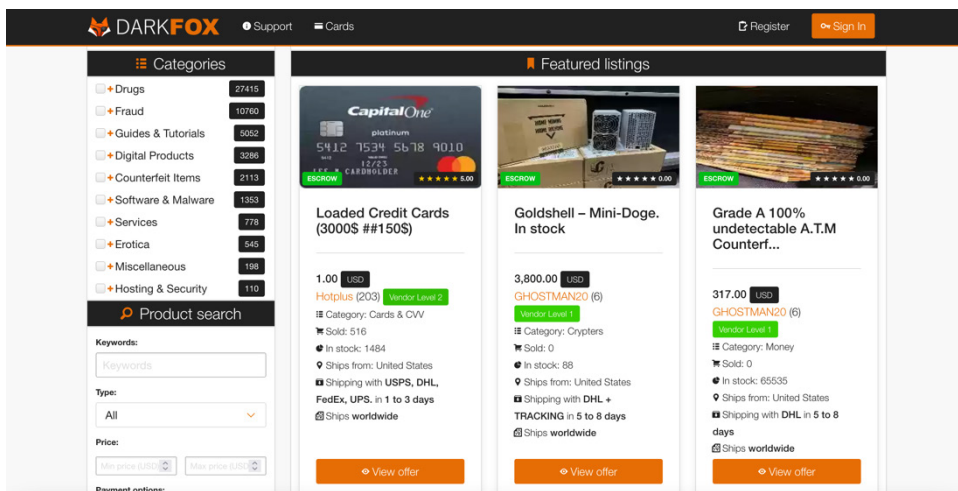 DARKFOX
Support
Cards
Register
Sign In
Categories
Drugs 27415
Fraud 10760
Guides & Tutorials 5052
Digital Products 3286
Counterfeit Items 2113
Software & Malware 1353
Services 778
Erotica 545
Miscellaneous 198
Hosting & Security 110
Product search
Keywords:
Keywords
Type:
All
Price:
Min price (USD)
Max price (USD)
Payment options:
Featured listings
CapitalOne
platinum
5412 7534 5678 9010
12/23
CARDHOLDER
ESCROW
5.00
Loaded Credit Cards
(3000$ ##150$)
1.00 USD
Hotplus (203) Vendor Level 2
Category: Cards & CVV
Sold: 516
In stock: 1484
Ships from: United States
Shipping with USPS, DHL,
FedEx, UPS. in 1 to 3 days
Ships worldwide
View offer
ESCROW
0.00
Goldshell – Mini-Doge.
In stock
3,800.00 USD
GHOSTMAN20 (6)
Vendor Level 1
Category: Crypters
Sold: 0
In stock: 88
Ships from: United States
Shipping with DHL +
TRACKING in 5 to 8 days
Ships worldwide
View offer
ESCROW
0.00
Grade A 100%
undetectable A.T.M
Counterf...
317.00 USD
GHOSTMAN20 (6)
Vendor Level 1
Category: Money
Sold: 0
In stock: 65535
Ships from: United States
Shipping with DHL in 5 to 8
days
Ships worldwide
View offer